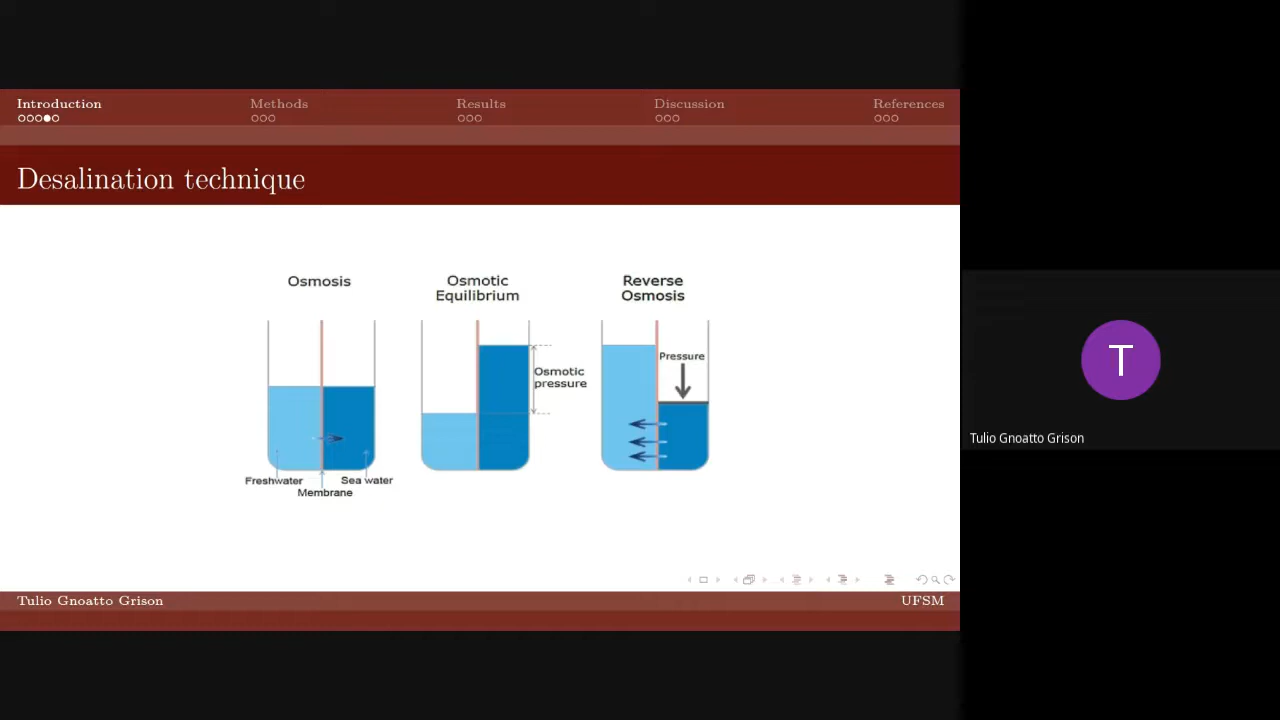 Introduction
Methods
Results
Discussion
References
Desalination technique
Osmosis
Osmotic
Equilibrium
Reverse
Osmosis
Osmotic
pressure
Pressure
Freshwater
Sea water
Membrane
T
Tulio Gnoatto Grison
Tulio Gnoatto Grison
UFSM